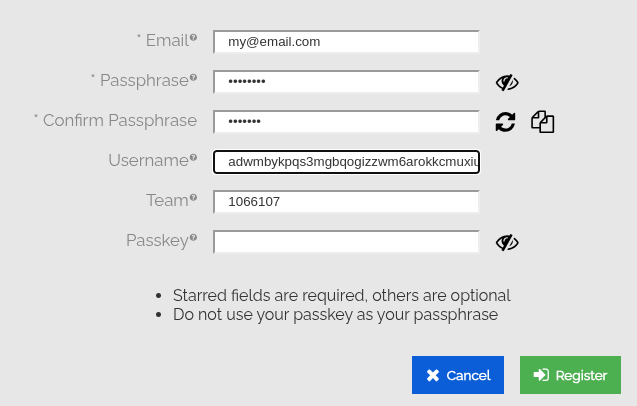 * Email
my@email.com
* Passphrase
••••••••
* Confirm Passphrase
•••••••
Username
adwmbykpqs3mgbqogizzwm6arokkcmuxiu
Team
1066107
Passkey
• Starred fields are required, others are optional
• Do not use your passkey as your passphrase
Cancel
Register